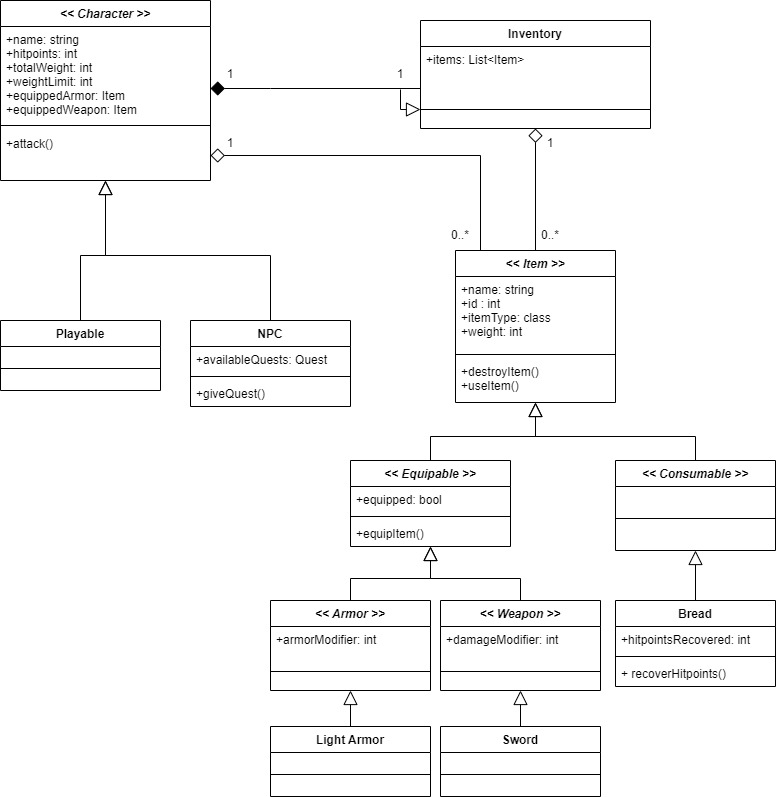 << Character >>
+name: string
+hitpoints: int
+totalWeight: int
+weightLimit: int
+equippedArmor: Item
+equippedWeapon: Item
+attack()
1
1
Inventory
+items: List<Item>
1
1
0..*
0..*
<< Item >>
+name: string
+id : int
+itemType: class
+weight: int
+destroyItem()
+useItem()
Playable
NPC
+availableQuests: Quest
+giveQuest()
<< Equipable >>
+equipped: bool
+equipItem()
<< Consumable >>
<< Armor >>
+armorModifier: int
<< Weapon >>
+damageModifier: int
Bread
+hitpointsRecovered: int
+ recoverHitpoints()
Light Armor
Sword